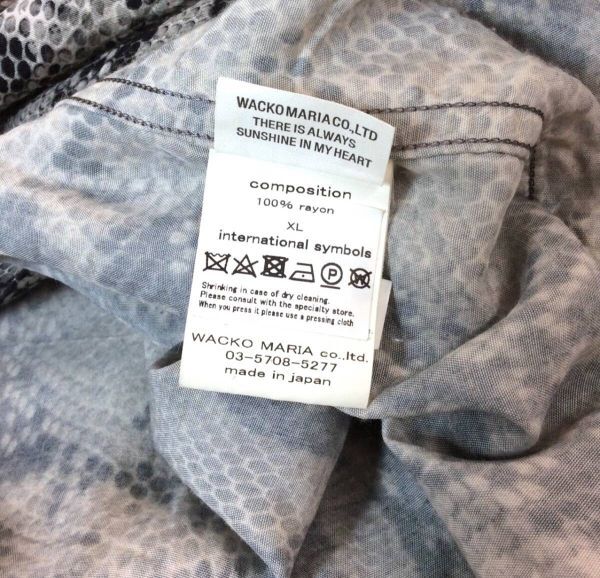 WACKO MARIA CO.,LTD
THERE IS ALWAYS
SUNSHINE IN MY HEART
composition
100% rayon
XL
international symbols
P W
Shrinking in case of dry cleaning.
Please consult with the specialty store.
When you press it please use a pressing cloth
WACKO MARIA co.,ltd.
03-5708-5277
made in japan